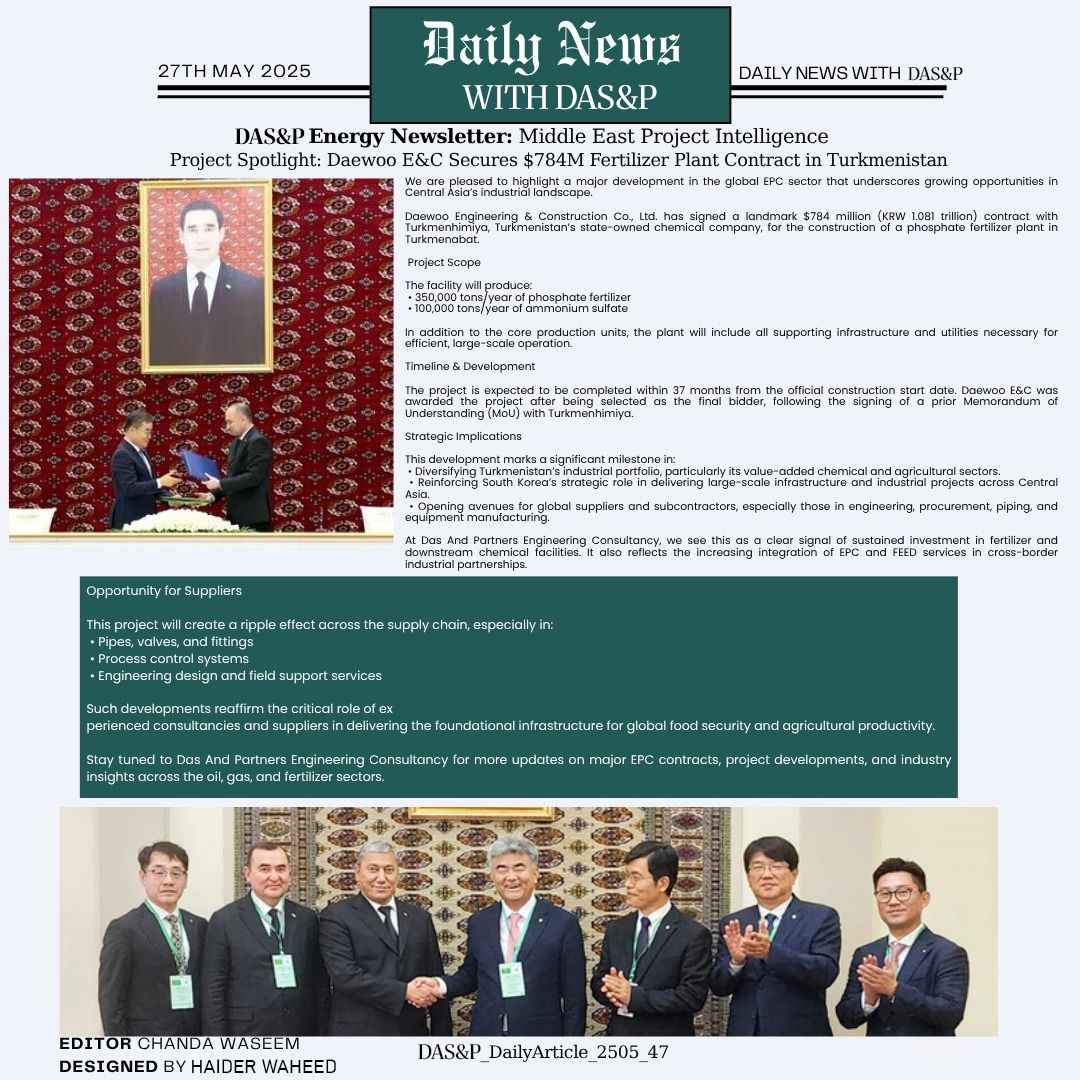 27TH MAY 2025
Daily News
WITH DAS&P
DAILY NEWS WITH DAS&P
DAS&P Energy Newsletter: Middle East Project Intelligence
Project Spotlight: Daewoo E&C Secures $784M Fertilizer Plant Contract in Turkmenistan
We are pleased to highlight a major development in the global EPC sector that underscores growing opportunities in
Central Asia's industrial landscape.
Daewoo Engineering & Construction Co., Ltd. has signed a landmark $784 million (KRW 1.081 trillion) contract with
Turkmenhimiya, Turkmenistan's state-owned chemical company, for the construction of a phosphate fertilizer plant in
Turkmenabat.
Project Scope
The facility will produce:
• 350,000 tons/year of phosphate fertilizer
• 100,000 tons/year of ammonium sulfate
In addition to the core production units, the plant will include all supporting infrastructure and utilities necessary for
efficient, large-scale operation.
Timeline & Development
The project is expected to be completed within 37 months from the official construction start date. Daewoo E&C was
awarded the project after being selected as the final bidder, following the signing of a prior Memorandum of
Understanding (MoU) with Turkmenhimiya.
Strategic Implications
This development marks a significant milestone in:
• Diversifying Turkmenistan's industrial portfolio, particularly its value-added chemical and agricultural sectors.
• Reinforcing South Korea's strategic role in delivering large-scale infrastructure and industrial projects across Central
Asia.
• Opening avenues for global suppliers and subcontractors, especially those in engineering, procurement, piping, and
equipment manufacturing.
At Das And Partners Engineering Consultancy, we see this as a clear signal of sustained investment in fertilizer and
downstream chemical facilities. It also reflects the increasing integration of EPC and FEED services in cross-border
industrial partnerships.
Opportunity for Suppliers
This project will create a ripple effect across the supply chain, especially in:
• Pipes, valves, and fittings
• Process control systems
• Engineering design and field support services
Such developments reaffirm the critical role of ex
perienced consultancies and suppliers in delivering the foundational infrastructure for global food security and agricultural productivity.
Stay tuned to Das And Partners Engineering Consultancy for more updates on major EPC contracts, project developments, and industry
insights across the oil, gas, and fertilizer sectors.
EDITOR CHANDA WASEEM
DESIGNED BY HAIDER WAHEED
DAS&P_DailyArticle_2505_47